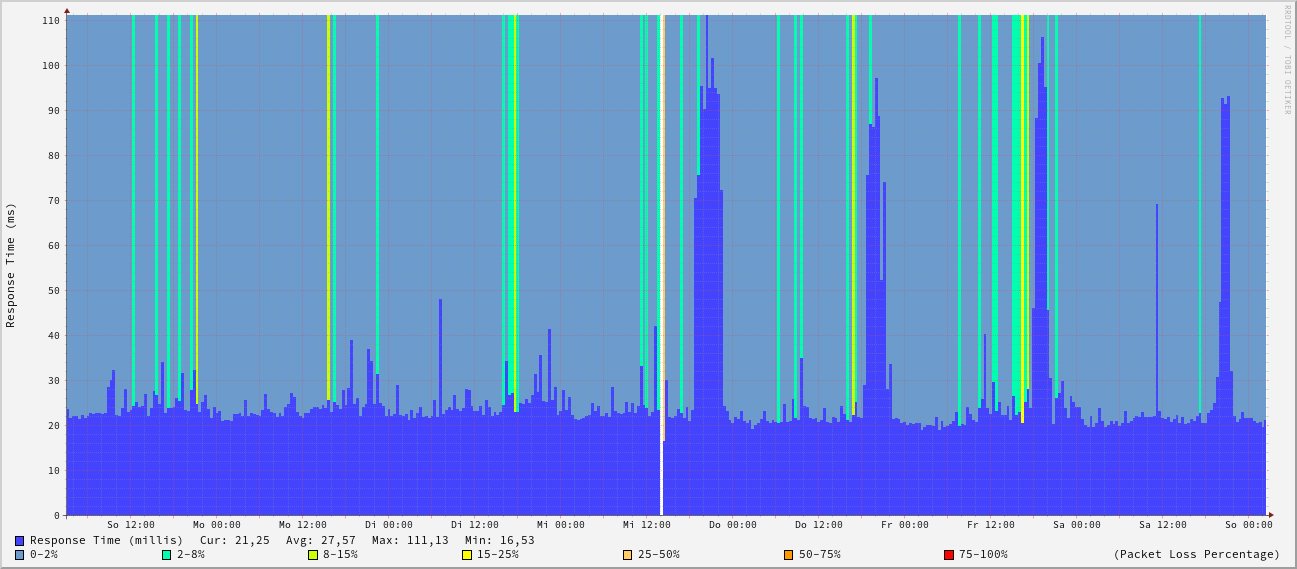 RRDTOOL / TOBI OETIKER
Response Time (ms)
110
100
90
80
70
60
50
40
30
20
10
0
So 12:00 Mo 00:00 Mo 12:00 Di 00:00 Di 12:00 Mi 00:00 Mi 12:00 Do 00:00 Do 12:00 Fr 00:00 Fr 12:00 Sa 00:00 Sa 12:00 So 00:00
Response Time (millis) Cur: 21,25 Avg: 27,57 Max: 111,13 Min: 16,53
0-2% 2-8% 8-15% 15-25% 25-50% 50-75% 75-100% (Packet Loss Percentage)